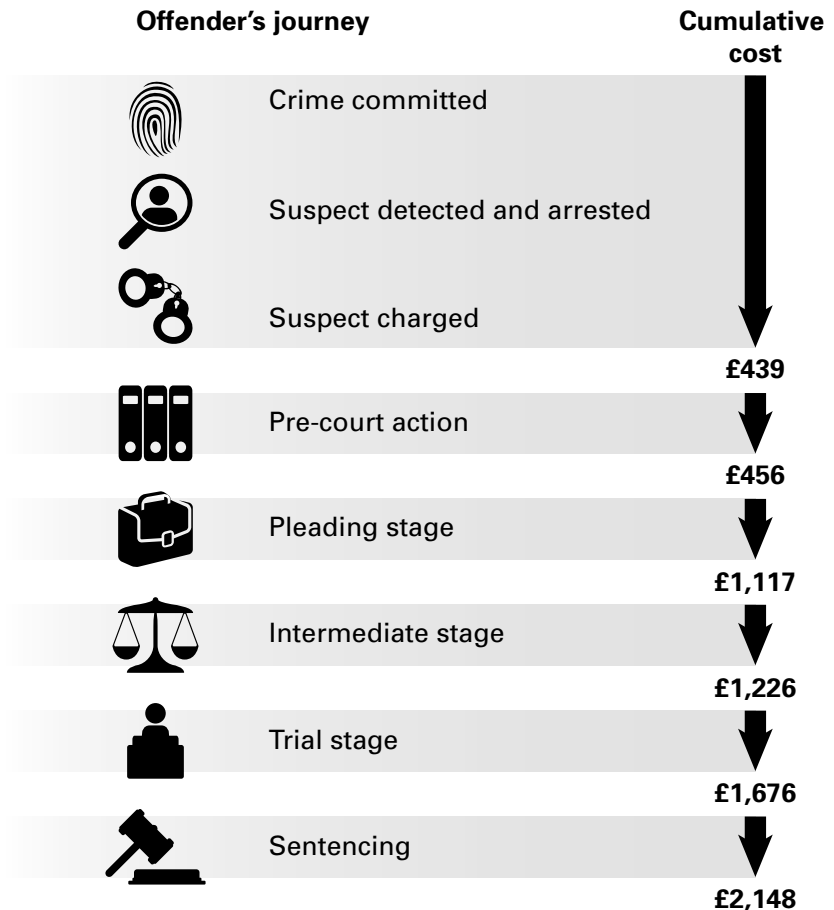 Offender's journey
Cumulative
cost
Crime committed
Suspect detected and arrested
Suspect charged
£439
Pre-court action
£456
Pleading stage
£1,117
Intermediate stage
£1,226
Trial stage
£1,676
Sentencing
£2,148